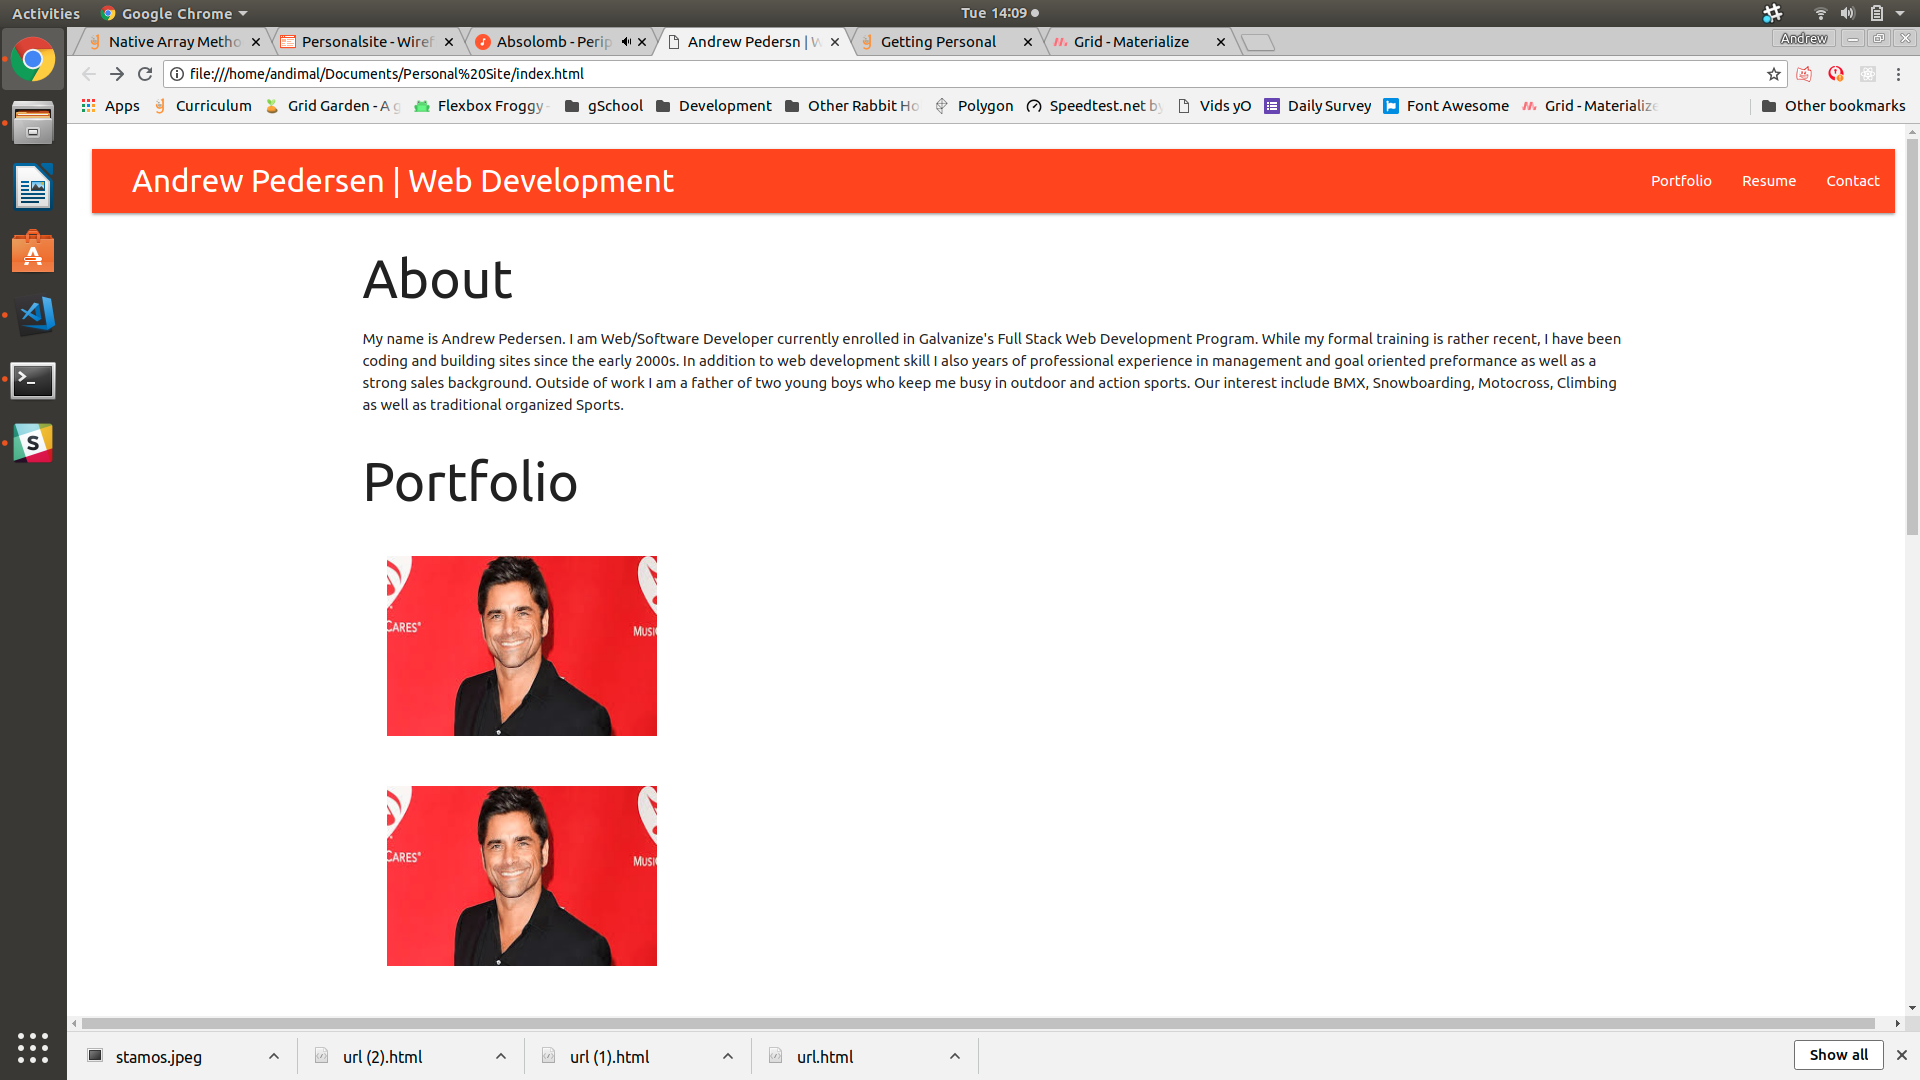 Activities Google Chrome Tue 14:09
Native Array Metho Personalsite - Wiref Absolomb - Perip Andrew Pedersn | W Getting Personal Grid - Materialize Andrew
file:///home/andimal/Documents/Personal%20Site/index.html
Apps Curriculum Grid Garden - A g Flexbox Froggy - gSchool Development Other Rabbit Ho Polygon Speedtest.net by Vids yO Daily Survey Font Awesome Grid - Materialize Other bookmarks
Andrew Pedersen | Web Development Portfolio Resume Contact
About
My name is Andrew Pedersen. I am Web/Software Developer currently enrolled in Galvanize's Full Stack Web Development Program. While my formal training is rather recent, I have been
coding and building sites since the early 2000s. In addition to web development skill I also years of professional experience in management and goal oriented preformance as well as a
strong sales background. Outside of work I am a father of two young boys who keep me busy in outdoor and action sports. Our interest include BMX, Snowboarding, Motocross, Climbing
as well as traditional organized Sports.
Portfolio
CARES® MUSIC
CARES® MUSIC
stamos.jpeg url (2).html url (1).html url.html Show all